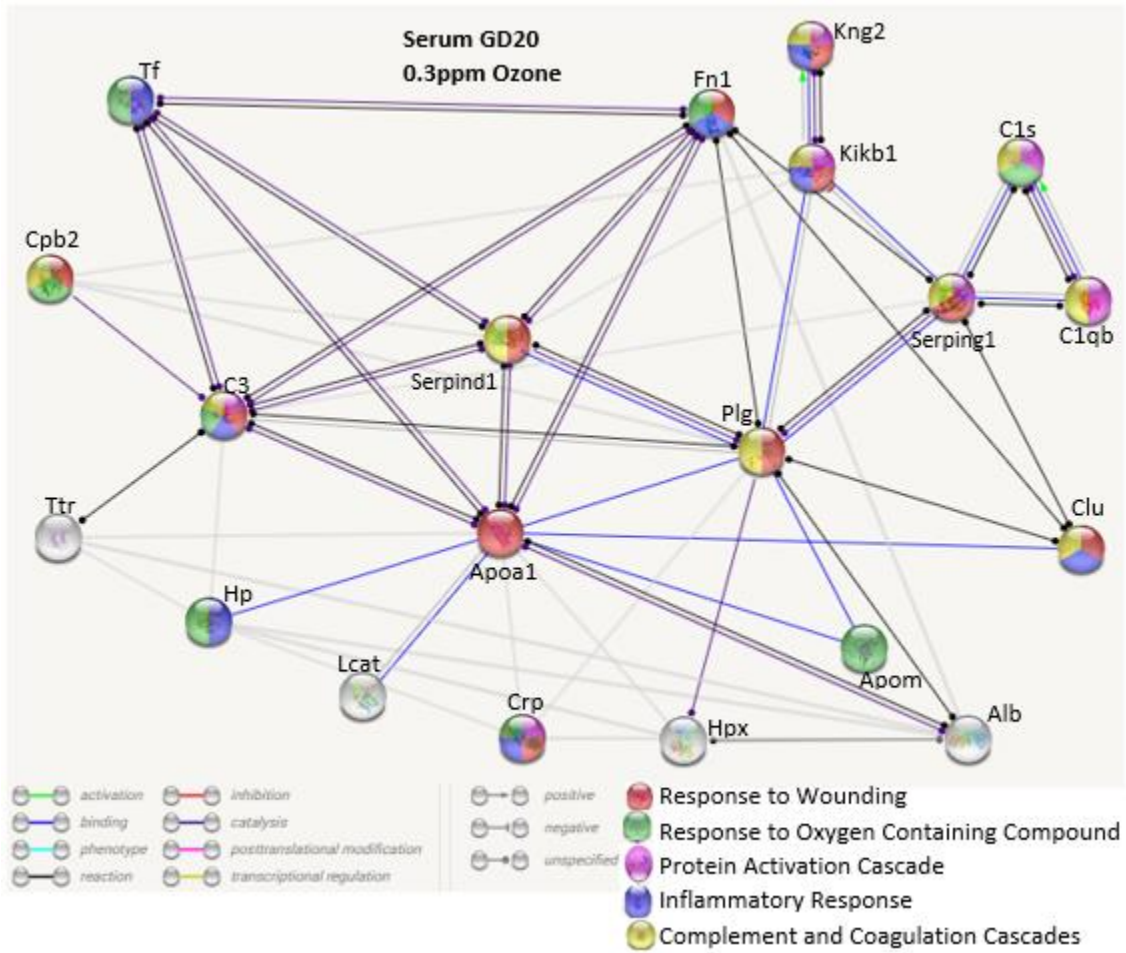 Serum GD20
0.3ppm Ozone
Kng2
Tf
Fn1
C1s
Kikb1
Cpb2
Serping1
C1qb
Serpind1
C3
Plg
Ttr
Clu
Apoa1
Hp
Lcat
Apom
Crp
Hpx
Alb
activation
inhibition
positive
Response to Wounding
binding
catalysis
negative
Response to Oxygen Containing Compound
phenotype
posttranslational modification
unspecified
Protein Activation Cascade
reaction
transcriptional regulation
Inflammatory Response
Complement and Coagulation Cascades